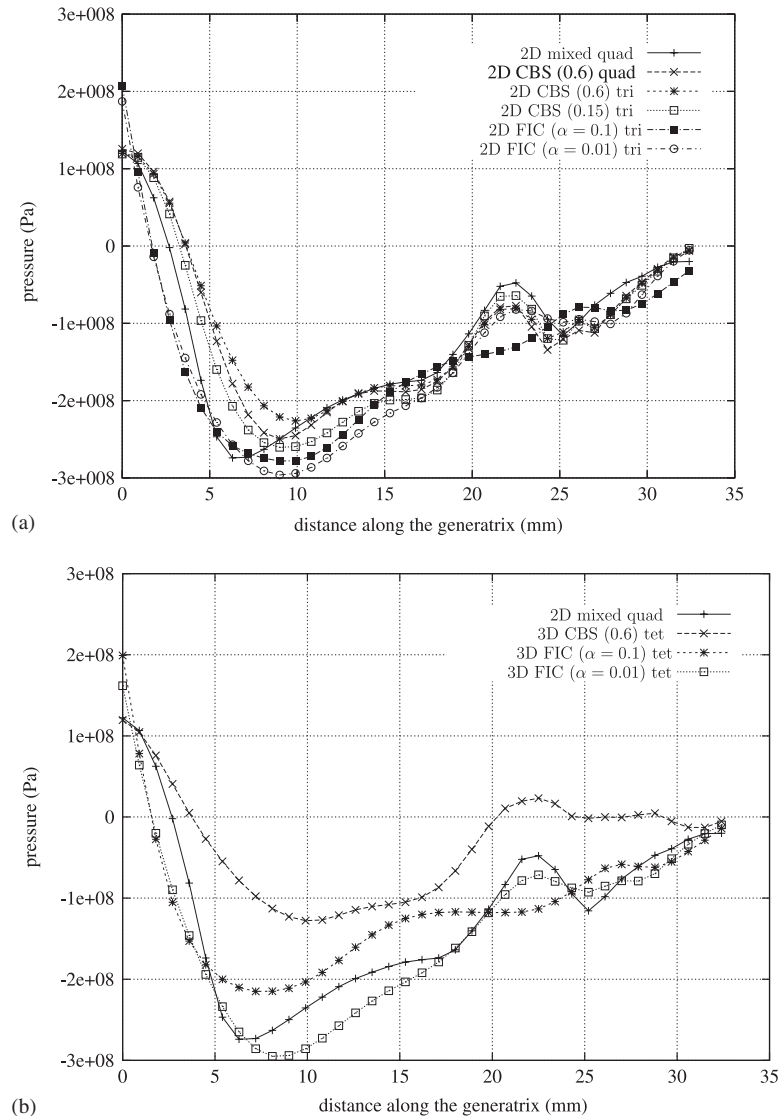 3e+008
2e+008
1e+008
0
-1e+008
-2e+008
-3e+008
pressure (Pa)
2D mixed quad
2D CBS (0.6) quad
2D CBS (0.6) tri
2D CBS (0.15) tri
2D FIC (α = 0.1) tri
2D FIC (α = 0.01) tri
0 5 10 15 20 25 30 35
distance along the generatrix (mm)
(a)
3e+08
2e+08
1e+08
0
-1e+08
-2e+08
-3e+08
pressure (Pa)
2D mixed quad
3D CBS (0.6) tet
3D FIC (α = 0.1) tet
3D FIC (α = 0.01) tet
0 5 10 15 20 25 30 35
distance along the generatrix (mm)
(b)